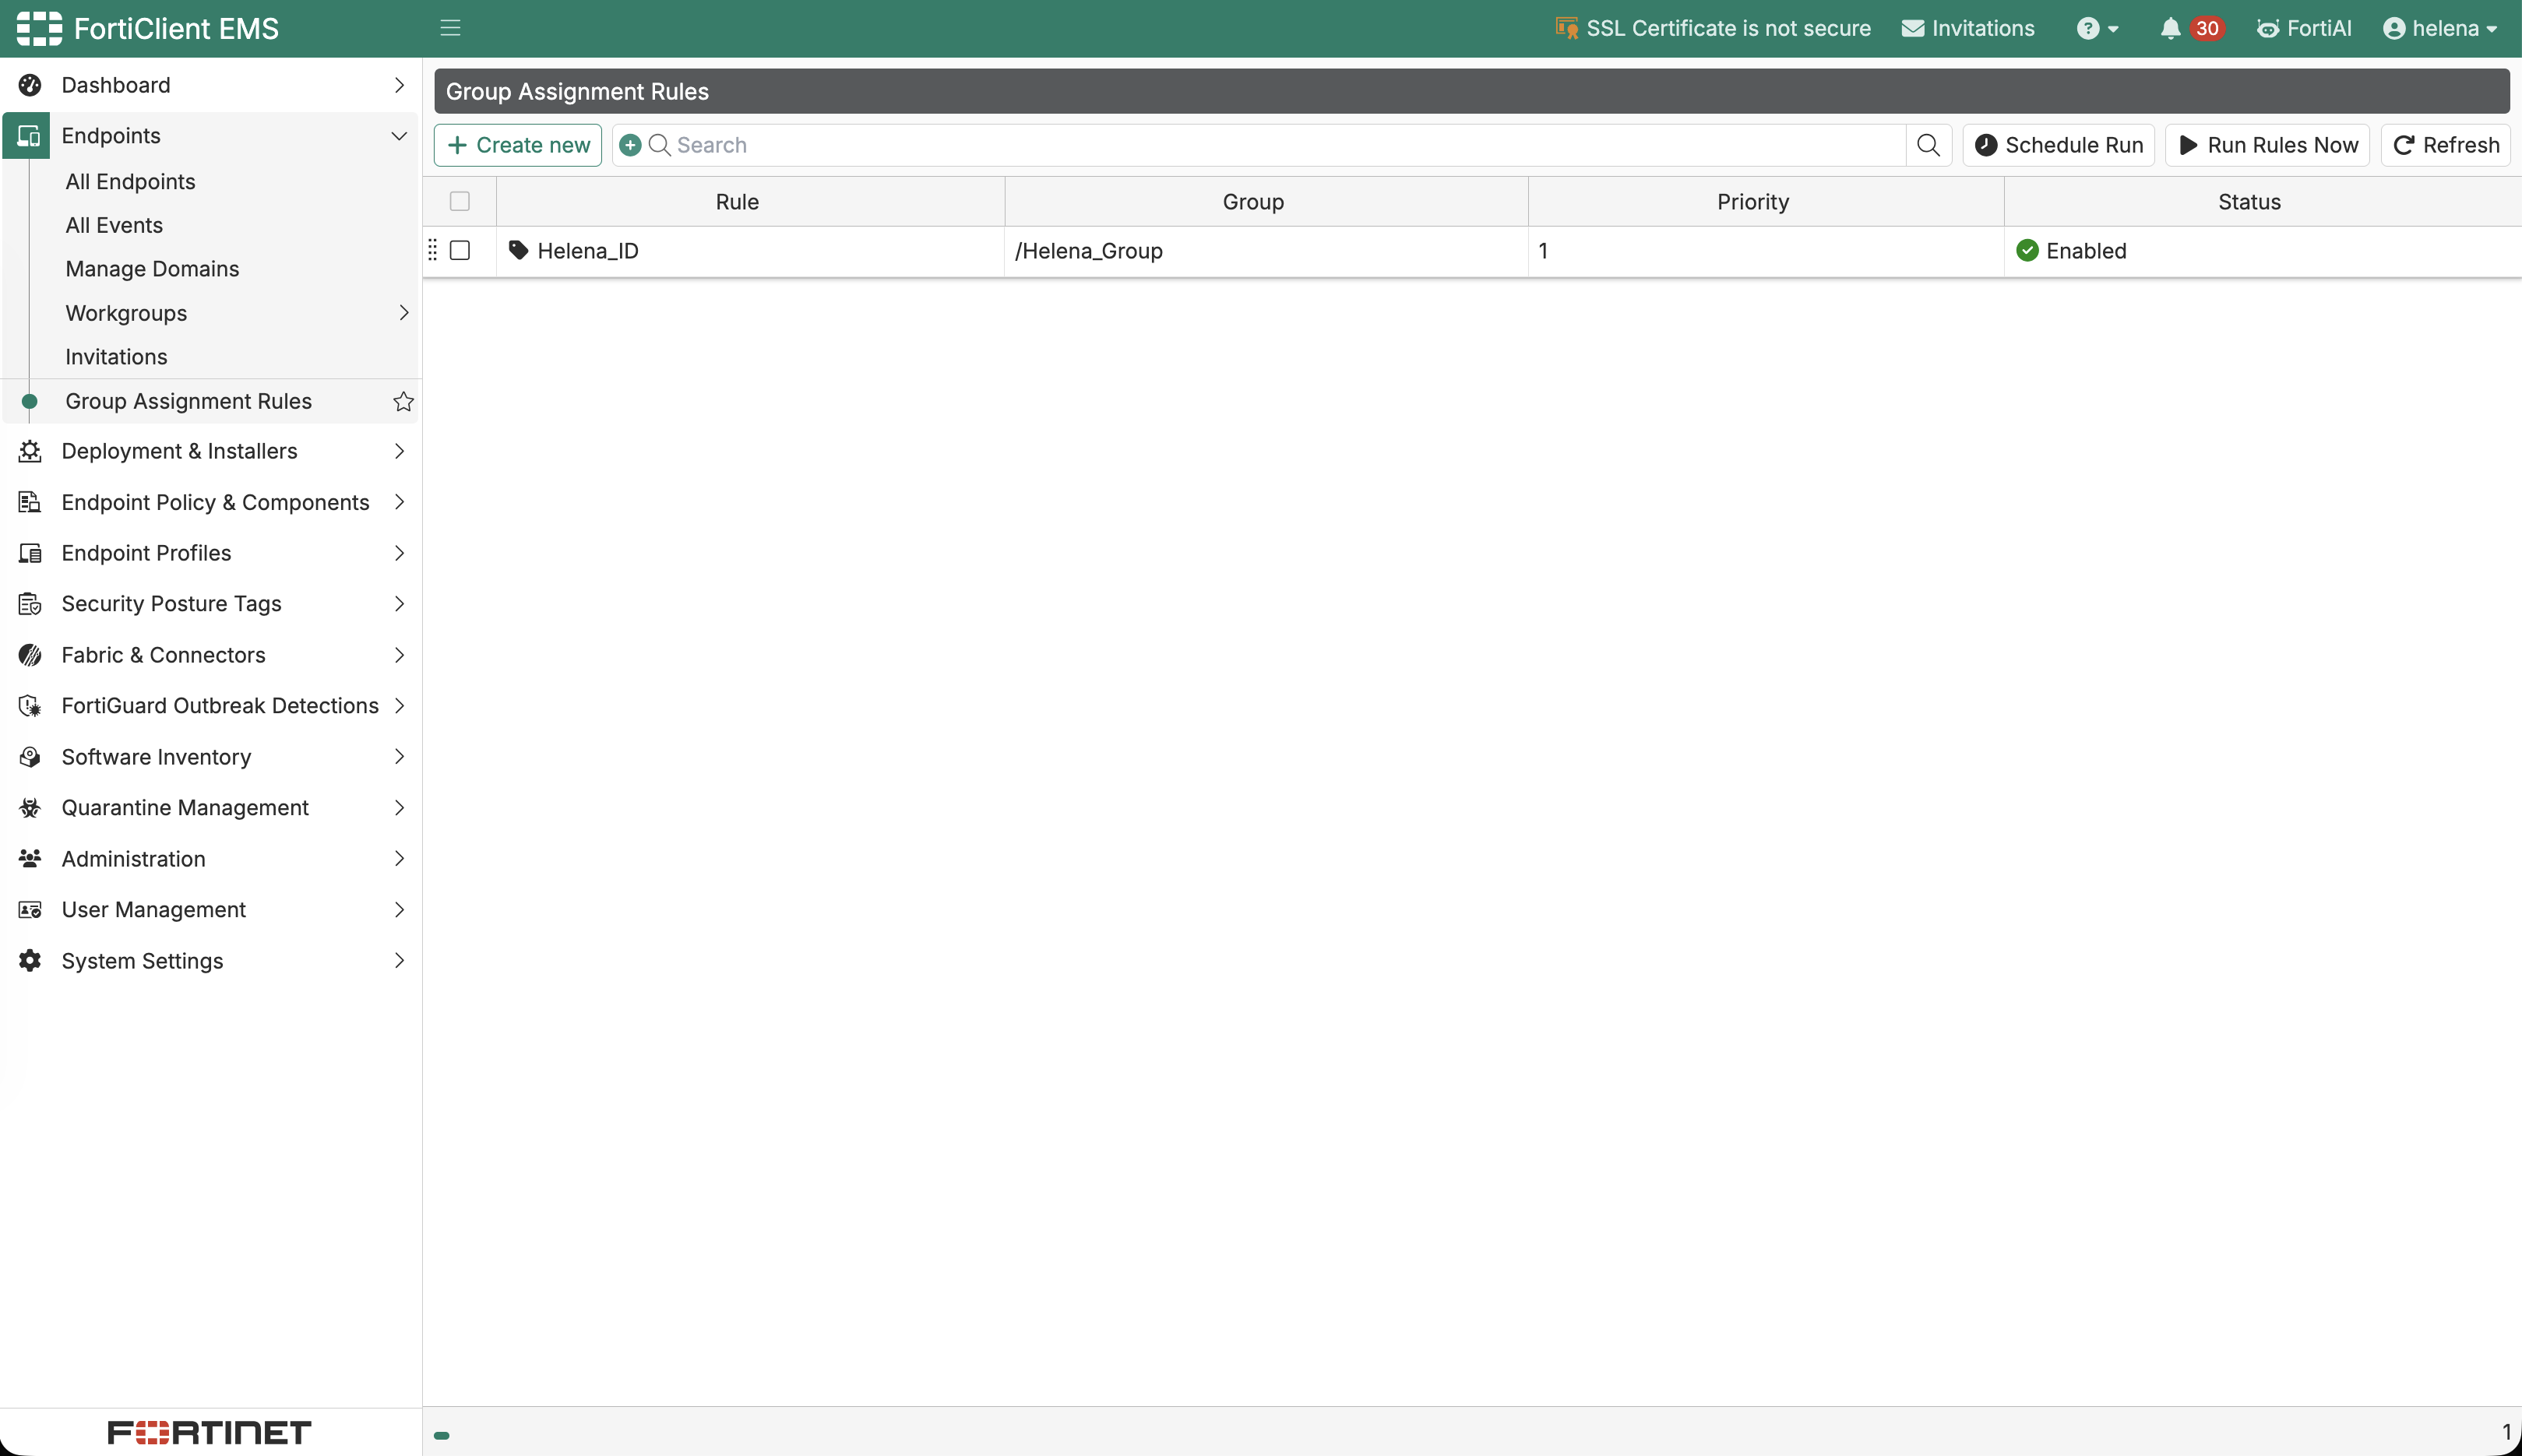 FortiClient EMS
SSL Certificate is not secure
Invitations
30
FortiAI
helena
Dashboard
Endpoints
All Endpoints
All Events
Manage Domains
Workgroups
Invitations
Group Assignment Rules
Deployment & Installers
Endpoint Policy & Components
Endpoint Profiles
Security Posture Tags
Fabric & Connectors
FortiGuard Outbreak Detections
Software Inventory
Quarantine Management
Administration
User Management
System Settings
FORTINET
Group Assignment Rules
Create new
Search
Schedule Run
Run Rules Now
Refresh
Rule Group Priority Status
Helena_ID /Helena_Group 1 Enabled
1